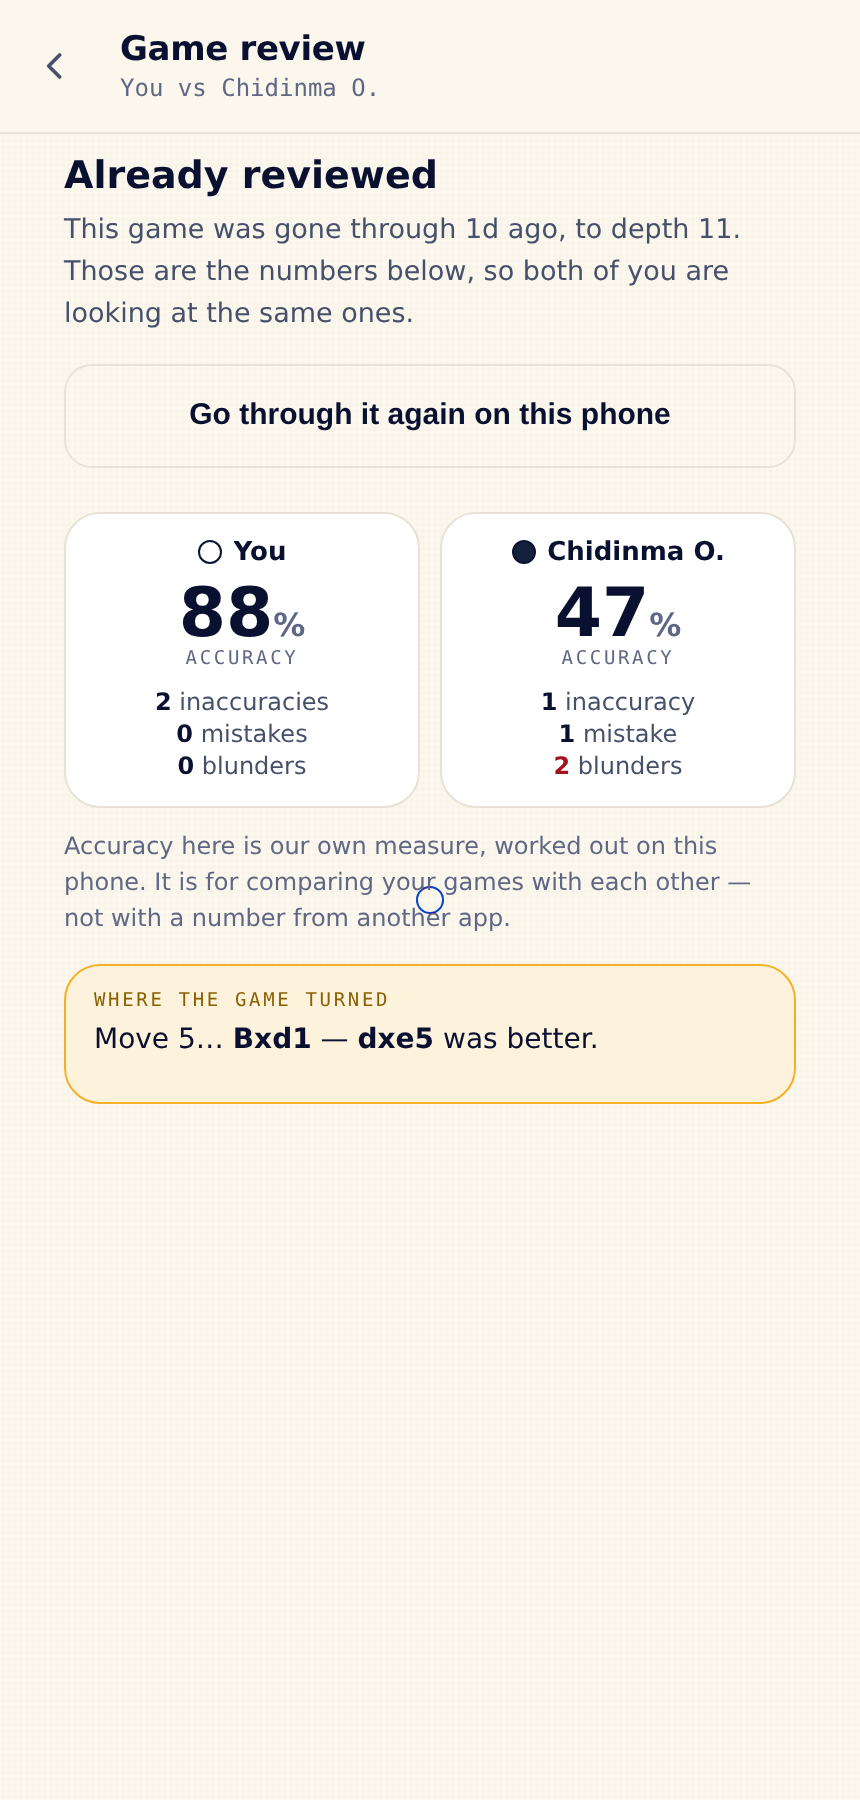 Game review
You vs Chidinma O.
Already reviewed
This game was gone through 1d ago, to depth 11.
Those are the numbers below, so both of you are
looking at the same ones.
Go through it again on this phone
You
88%
ACCURACY
2 inaccuracies
0 mistakes
0 blunders
Chidinma O.
47%
ACCURACY
1 inaccuracy
1 mistake
2 blunders
Accuracy here is our own measure, worked out on this
phone. It is for comparing your games with each other —
not with a number from another app.
WHERE THE GAME TURNED
Move 5… Bxd1 — dxe5 was better.